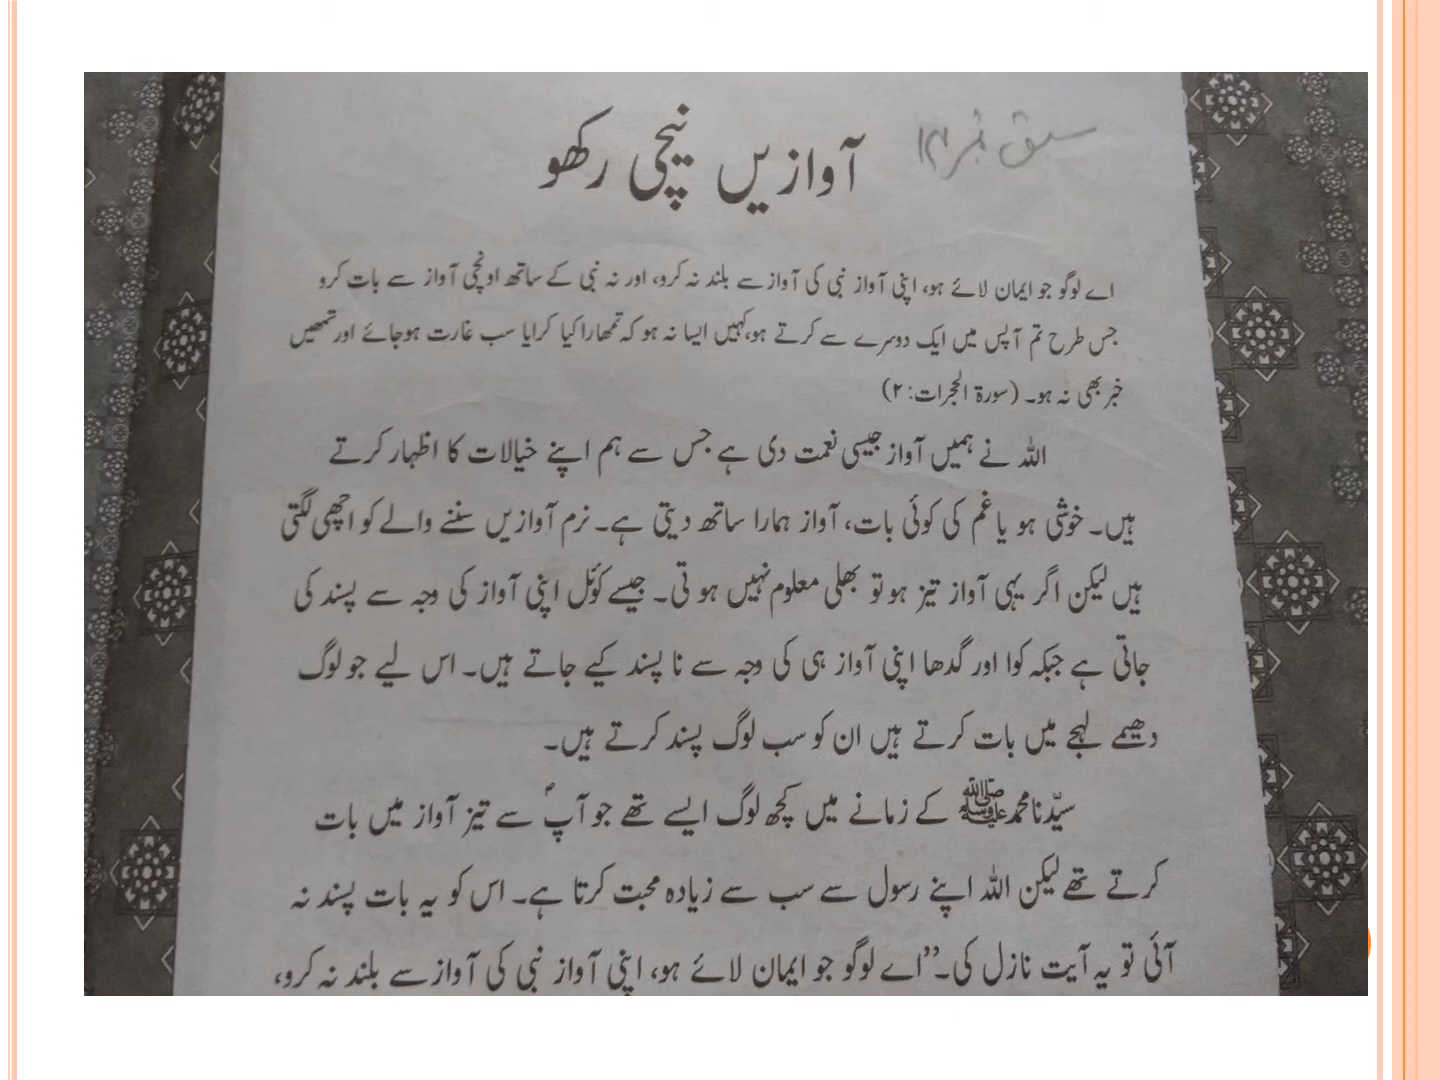 سبق نمبر ۱۴
آوازیں نیچی رکھو
اے لوگو جو ایمان لائے ہو، اپنی آواز نبی کی آواز سے بلند نہ کرو، اور نہ نبی کے ساتھ اونچی آواز سے بات کرو
جس طرح تم آپس میں ایک دوسرے سے کرتے ہو، کہیں ایسا نہ ہو کہ تمھارا کیا کرایا سب غارت ہوجائے اور تمھیں
خبر بھی نہ ہو۔ (سورۃ الحجرات: ۲)
اللہ نے ہمیں آواز جیسی نعمت دی ہے جس سے ہم اپنے خیالات کا اظہار کرتے
ہیں۔ خوشی ہو یا غم کی کوئی بات، آواز ہمارا ساتھ دیتی ہے۔ نرم آوازیں سننے والے کو اچھی لگتی
ہیں لیکن اگر یہی آواز تیز ہو تو بھلی معلوم نہیں ہو تی۔ جیسے کوئل اپنی آواز کی وجہ سے پسند کی
جاتی ہے جبکہ کوا اور گدھا اپنی آواز ہی کی وجہ سے نا پسند کیے جاتے ہیں۔ اس لیے جو لوگ
دھیمے لہجے میں بات کرتے ہیں ان کو سب لوگ پسند کرتے ہیں۔
سیّدنا محمد ﷺ کے زمانے میں کچھ لوگ ایسے تھے جو آپؐ سے تیز آواز میں بات
کرتے تھے لیکن اللہ اپنے رسول سے سب سے زیادہ محبت کرتا ہے۔ اس کو یہ بات پسند نہ
آئی تو یہ آیت نازل کی۔”اے لوگو جو ایمان لائے ہو، اپنی آواز نبی کی آواز سے بلند نہ کرو،